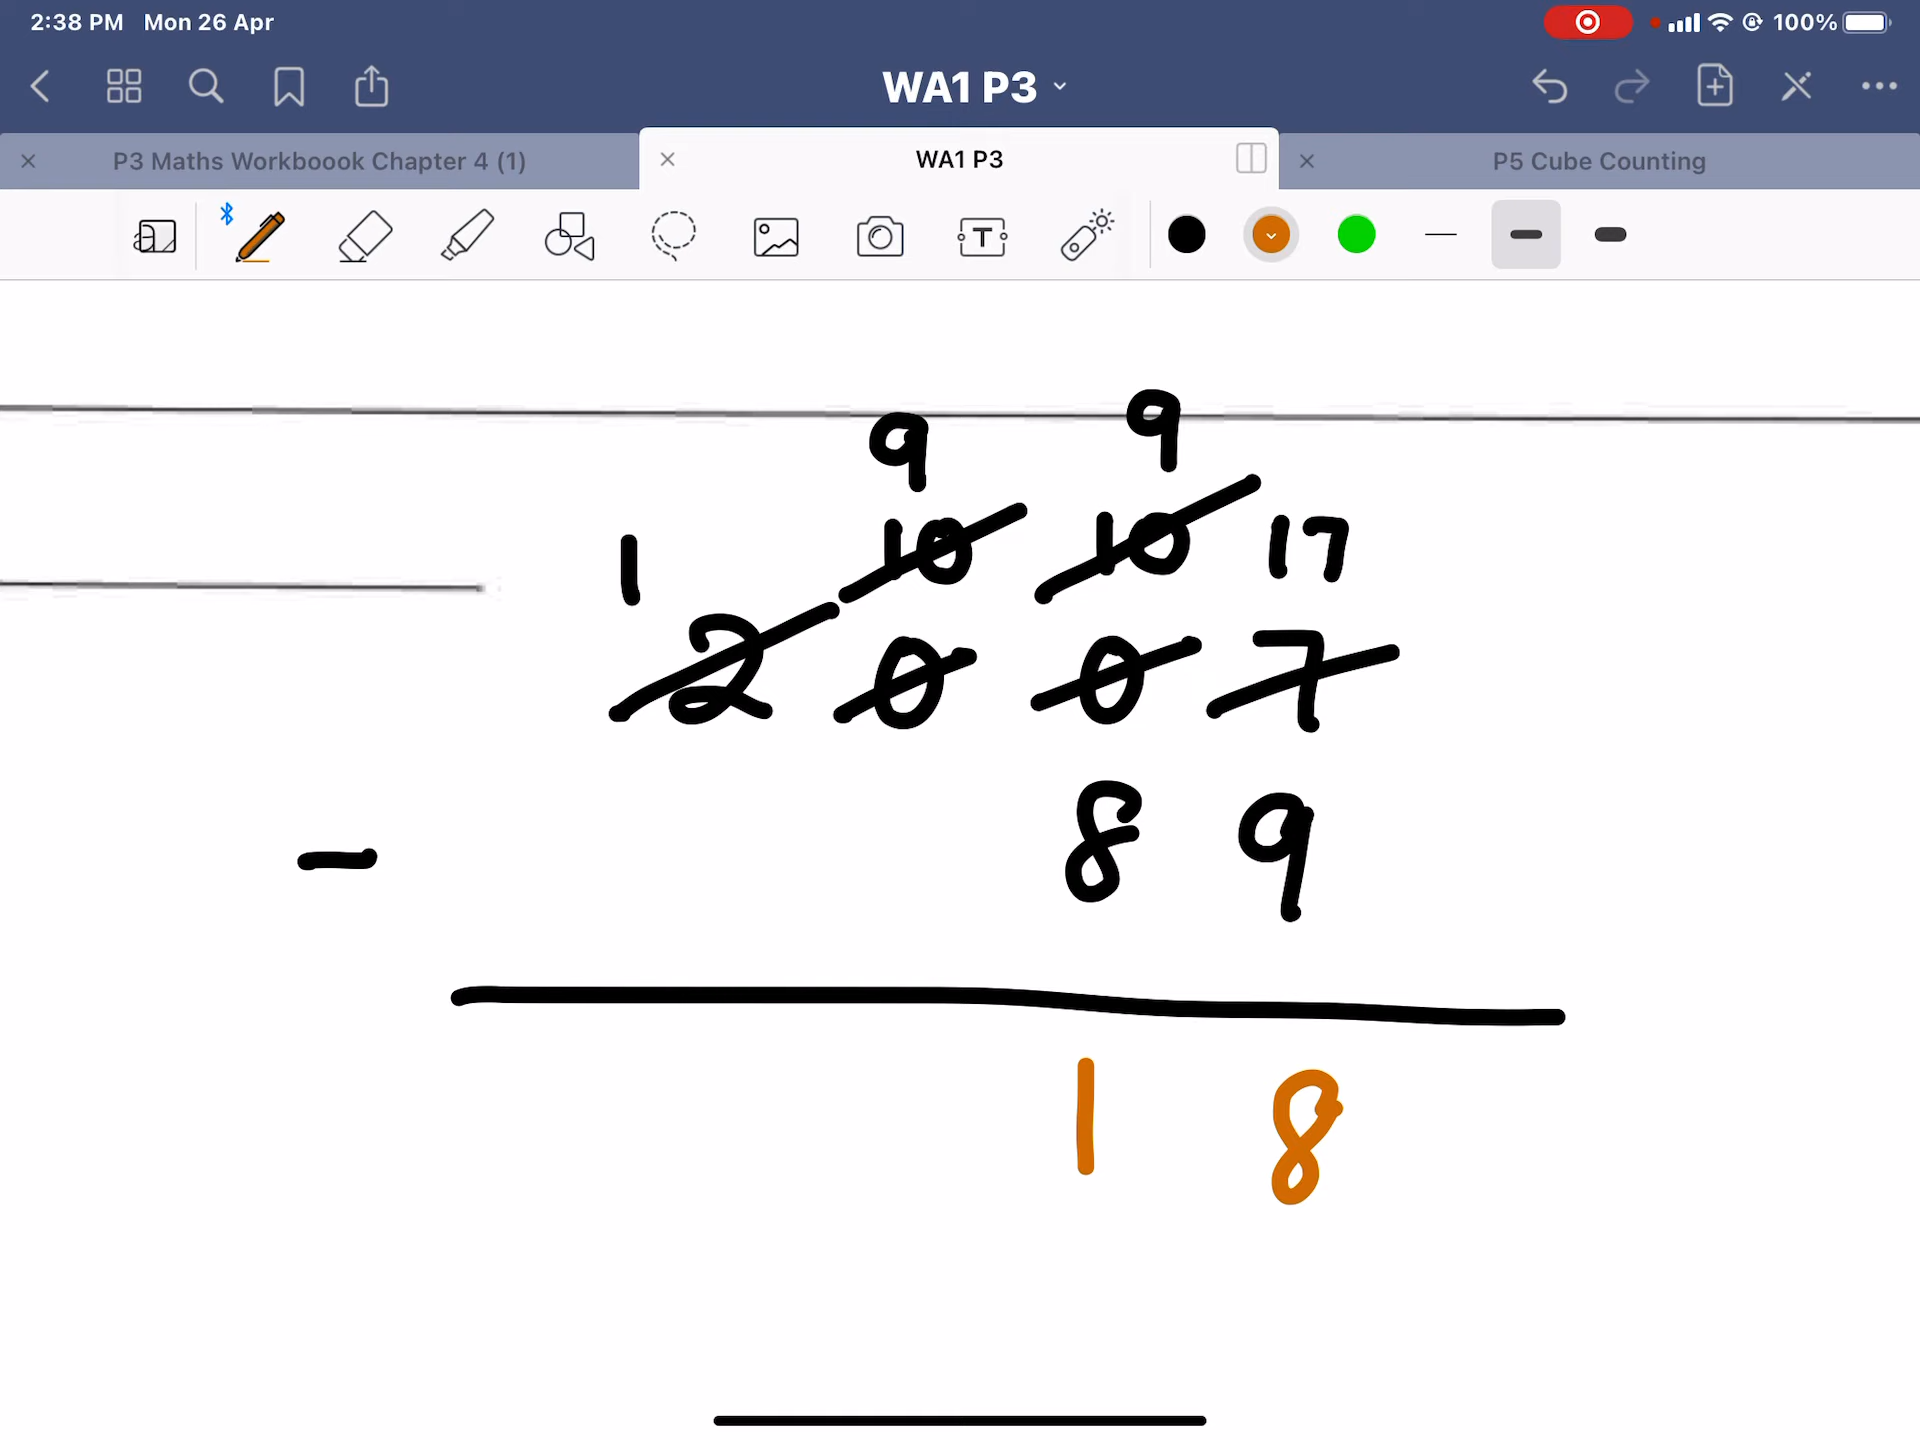 2:38 PM Mon 26 Apr 100%
WA1 P3
P3 Maths Workboook Chapter 4 (1) WA1 P3 P5 Cube Counting
T
9 9
1 10 10 17
2 0 0 7
- 8 9
1 8